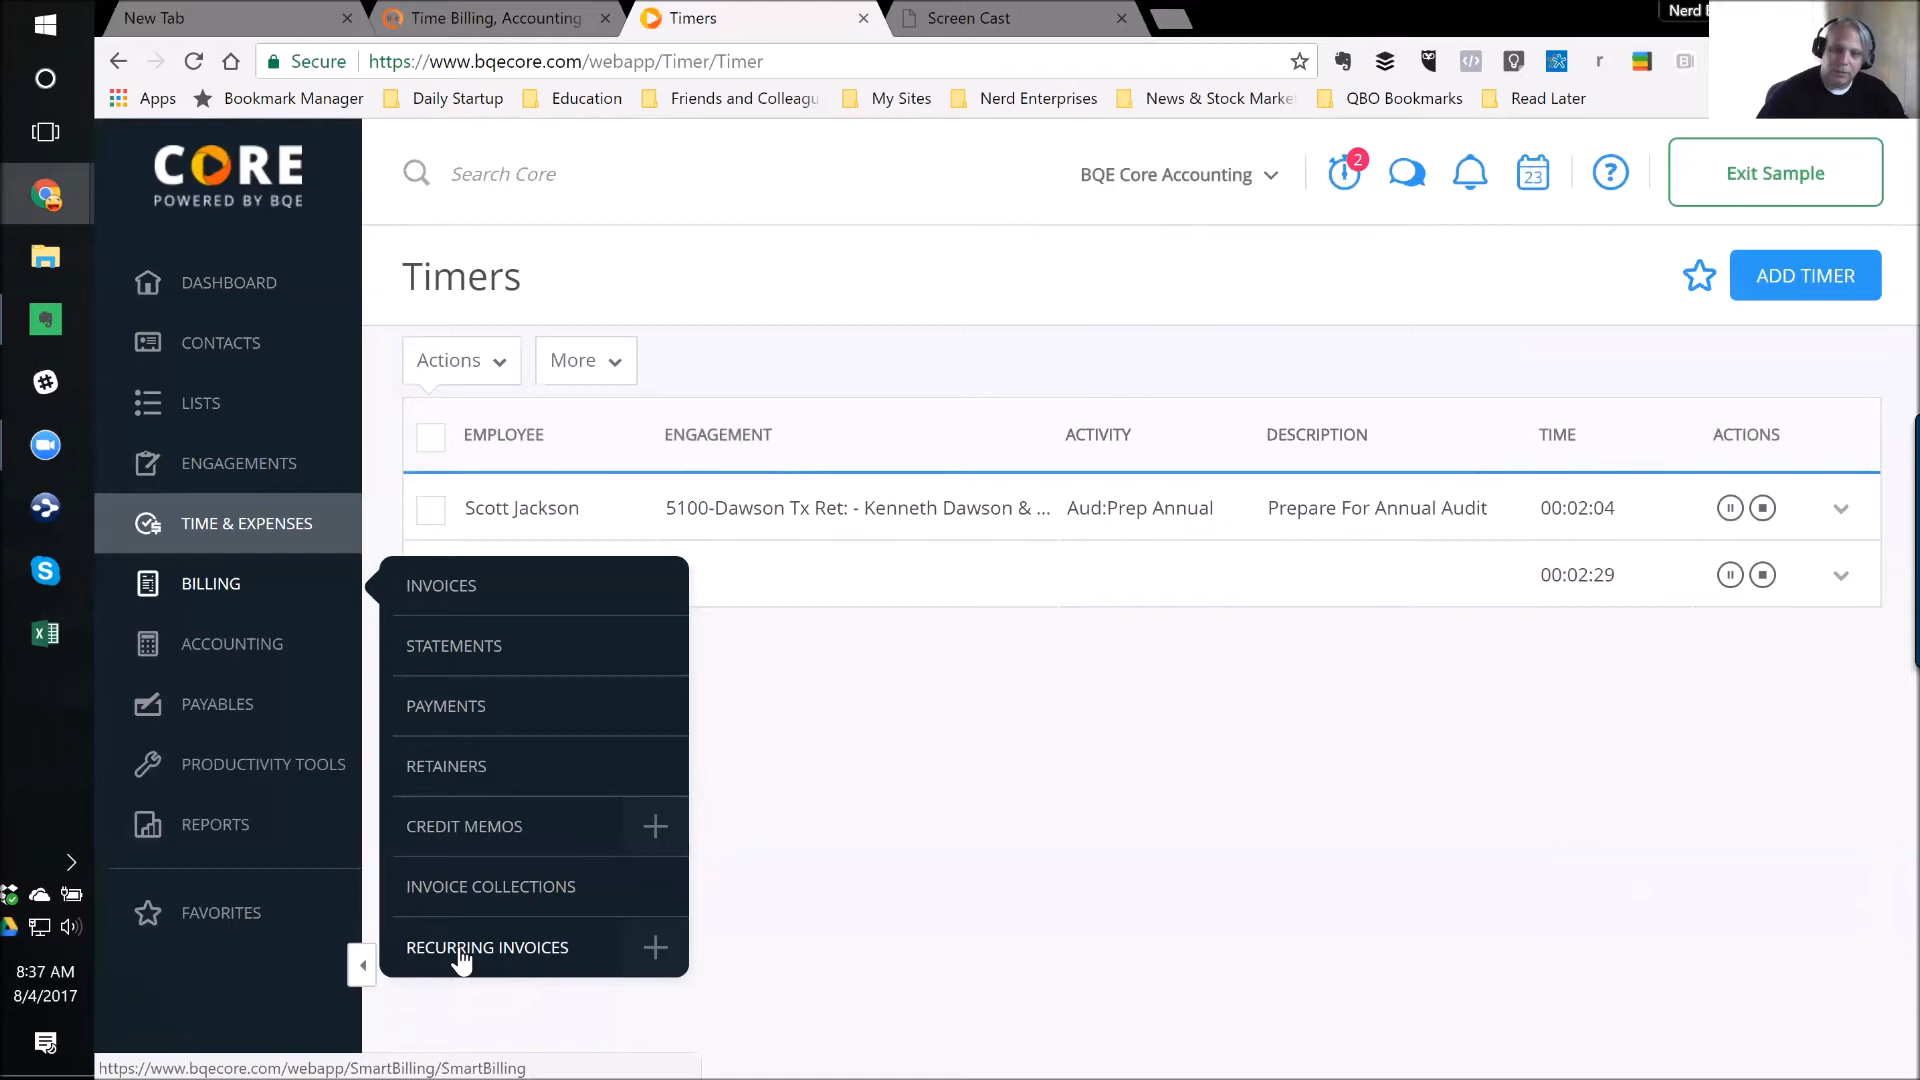 New Tab
Time Billing, Accounting
Timers
Screen Cast
Nerd
Secure https://www.bqecore.com/webapp/Timer/Timer
Apps
Bookmark Manager
Daily Startup
Education
Friends and Colleagu
My Sites
Nerd Enterprises
News & Stock Marke
QBO Bookmarks
Read Later
CORE
POWERED BY BQE
Search Core
BQE Core Accounting
2
23
?
Exit Sample
Timers
ADD TIMER
DASHBOARD
CONTACTS
LISTS
ENGAGEMENTS
TIME & EXPENSES
BILLING
ACCOUNTING
PAYABLES
PRODUCTIVITY TOOLS
REPORTS
FAVORITES
Actions
More
EMPLOYEE ENGAGEMENT ACTIVITY DESCRIPTION TIME ACTIONS
Scott Jackson 5100-Dawson Tx Ret: - Kenneth Dawson & ... Aud:Prep Annual Prepare For Annual Audit 00:02:04
00:02:29
INVOICES
STATEMENTS
PAYMENTS
RETAINERS
CREDIT MEMOS
INVOICE COLLECTIONS
RECURRING INVOICES
8:37 AM
8/4/2017
https://www.bqecore.com/webapp/SmartBilling/SmartBilling